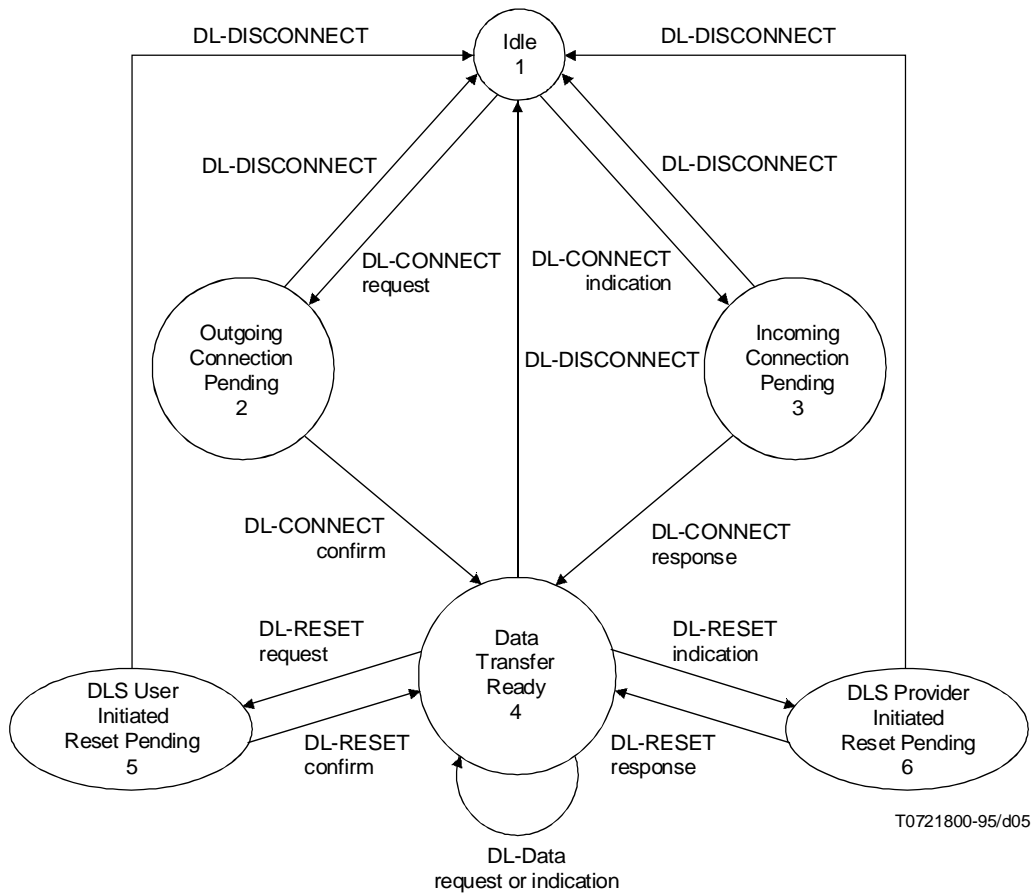 DL-DISCONNECT
Idle
1
DL-DISCONNECT
DL-DISCONNECT
DL-DISCONNECT
DL-CONNECT
request
DL-CONNECT
indication
Outgoing
Connection
Pending
2
DL-DISCONNECT
Incoming
Connection
Pending
3
DL-CONNECT
confirm
DL-CONNECT
response
DL-RESET
request
Data
Transfer
Ready
4
DL-RESET
indication
DLS User
Initiated
Reset Pending
5
DL-RESET
confirm
DL-RESET
response
DLS Provider
Initiated
Reset Pending
6
T0721800-95/d05
DL-Data
request or indication